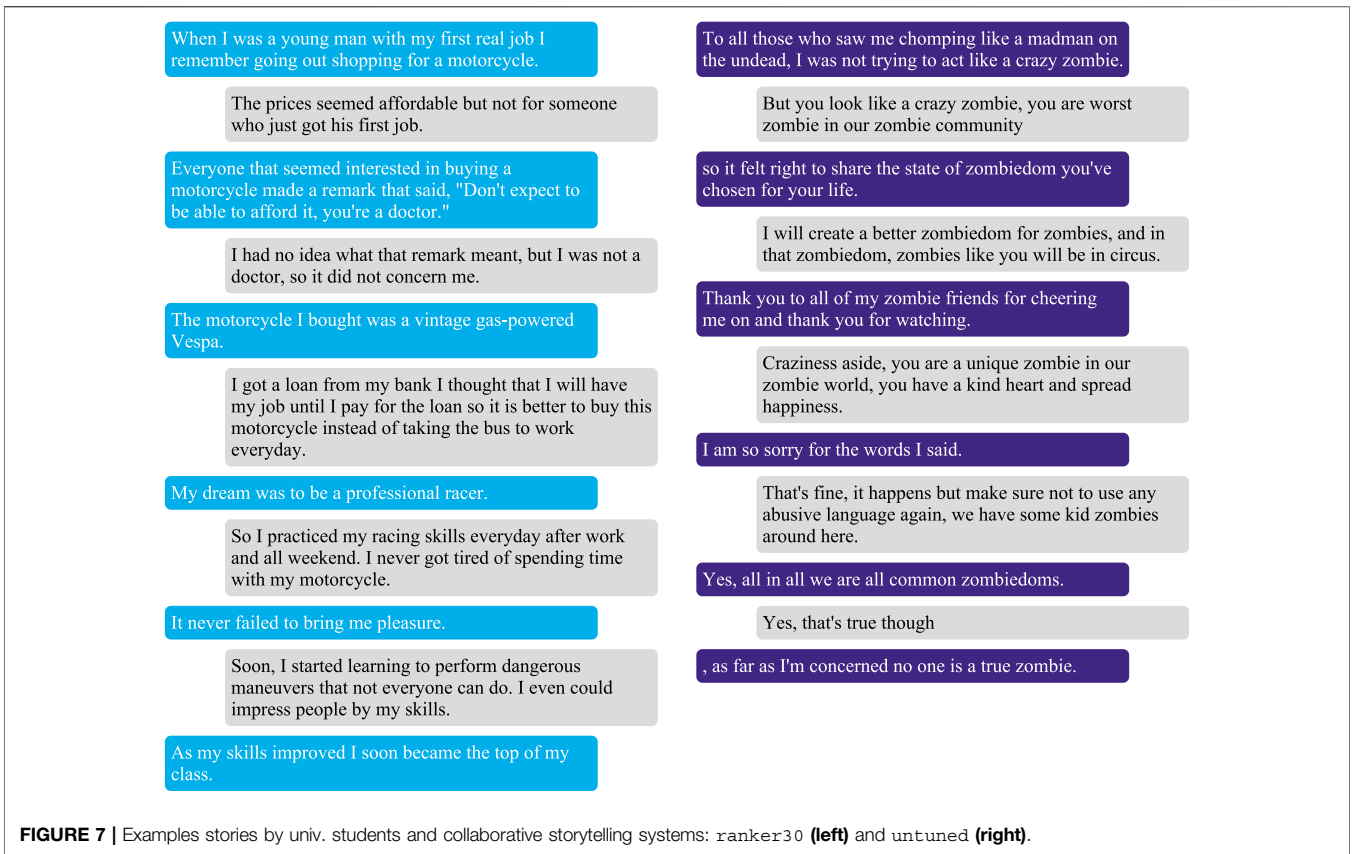 When I was a young man with my first real job I
remember going out shopping for a motorcycle.
The prices seemed affordable but not for someone
who just got his first job.
Everyone that seemed interested in buying a
motorcycle made a remark that said, "Don't expect to
be able to afford it, you're a doctor."
I had no idea what that remark meant, but I was not a
doctor, so it did not concern me.
The motorcycle I bought was a vintage gas-powered
Vespa.
I got a loan from my bank I thought that I will have
my job until I pay for the loan so it is better to buy this
motorcycle instead of taking the bus to work
everyday.
My dream was to be a professional racer.
So I practiced my racing skills everyday after work
and all weekend. I never got tired of spending time
with my motorcycle.
It never failed to bring me pleasure.
Soon, I started learning to perform dangerous
maneuvers that not everyone can do. I even could
impress people by my skills.
As my skills improved I soon became the top of my
class.
To all those who saw me chomping like a madman on
the undead, I was not trying to act like a crazy zombie.
But you look like a crazy zombie, you are worst
zombie in our zombie community
so it felt right to share the state of zombiedom you've
chosen for your life.
I will create a better zombiedom for zombies, and in
that zombiedom, zombies like you will be in circus.
Thank you to all of my zombie friends for cheering
me on and thank you for watching.
Craziness aside, you are a unique zombie in our
zombie world, you have a kind heart and spread
happiness.
I am so sorry for the words I said.
That's fine, it happens but make sure not to use any
abusive language again, we have some kid zombies
around here.
Yes, all in all we are all common zombiedoms.
Yes, that's true though
, as far as I'm concerned no one is a true zombie.
FIGURE 7 | Examples stories by univ. students and collaborative storytelling systems: ranker30 (left) and untuned (right).